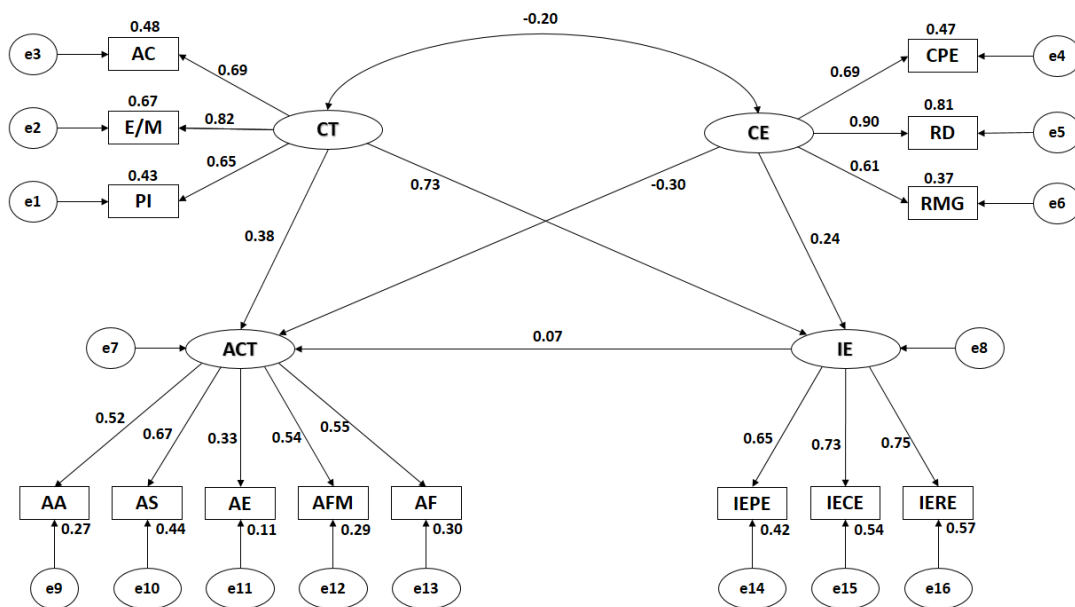 -0.20
0.48
0.47
e3
AC
CPE
e4
0.69
0.69
0.67
0.81
e2
E/M
0.82
CT
CE
0.90
RD
e5
0.43
0.65
0.73
-0.30
0.61
0.37
e1
PI
RMG
e6
0.38
0.24
e7
ACT
0.07
IE
e8
0.52
0.67
0.33
0.54
0.55
0.65
0.73
0.75
AA
AS
AE
AFM
AF
IEPE
IECE
IERE
0.27
0.44
0.11
0.29
0.30
0.42
0.54
0.57
e9
e10
e11
e12
e13
e14
e15
e16